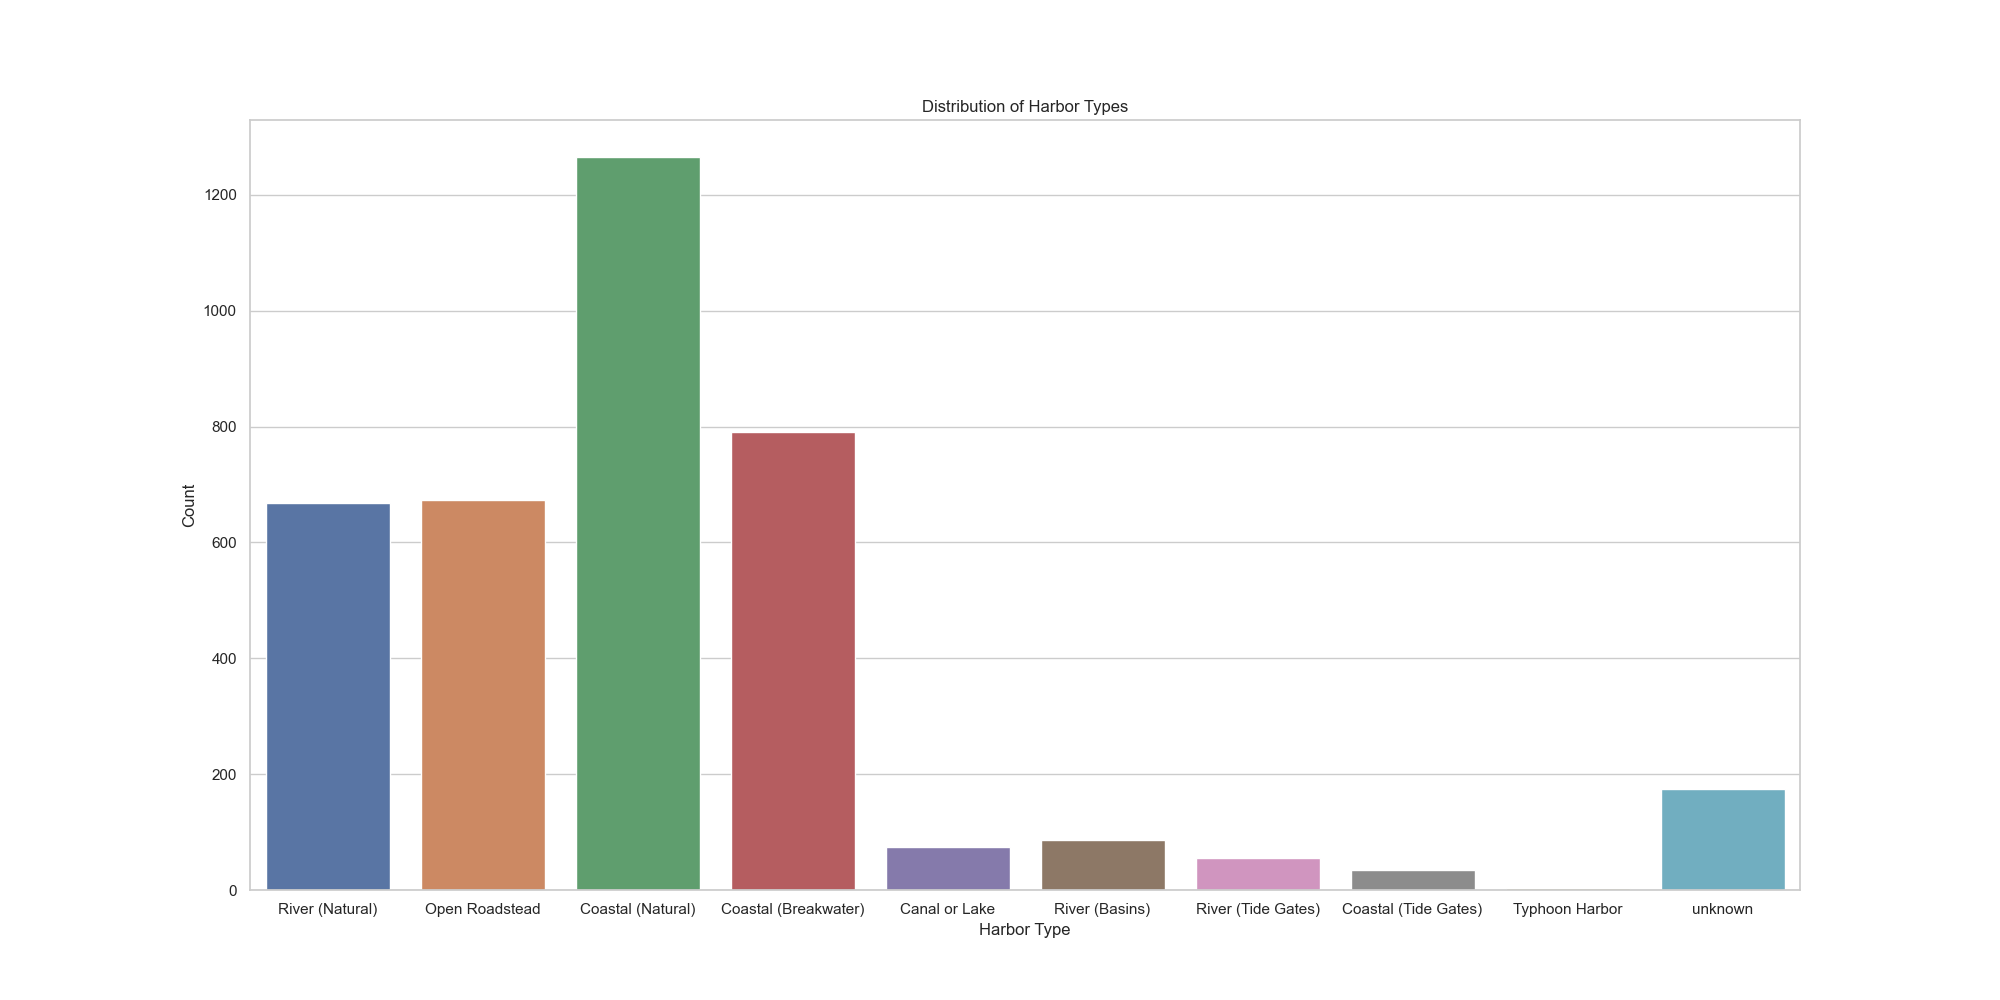 Distribution of Harbor Types
1200
1000
800
600
400
200
0
Count
River (Natural) Open Roadstead Coastal (Natural) Coastal (Breakwater) Canal or Lake River (Basins) River (Tide Gates) Coastal (Tide Gates) Typhoon Harbor unknown
Harbor Type